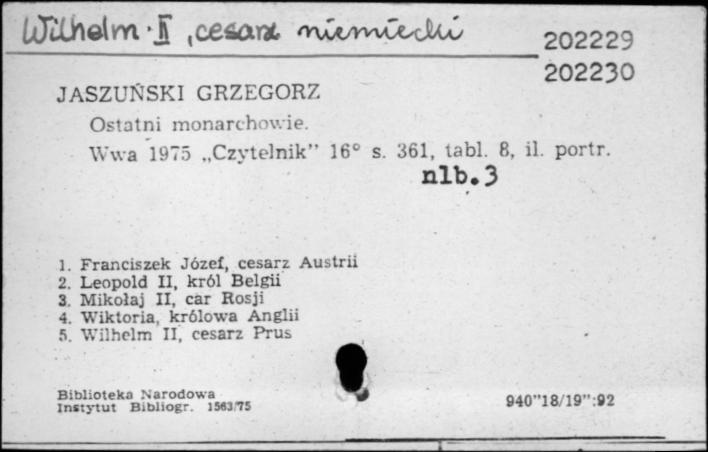 Wilhelm II, cesarz niemiecki
202229
202230
JASZUŃSKI GRZEGORZ
Ostatni monarchowie.
Wwa 1975 „Czytelnik” 16° s. 361, tabl. 8, il. portr.
nlb.3
1. Franciszek Józef, cesarz Austrii
2. Leopold II, król Belgii
3. Mikołaj II, car Rosji
4. Wiktoria, królowa Anglii
5. Wilhelm II, cesarz Prus
Biblioteka Narodowa
Instytut Bibliogr. 1563/75
940"18/19":92